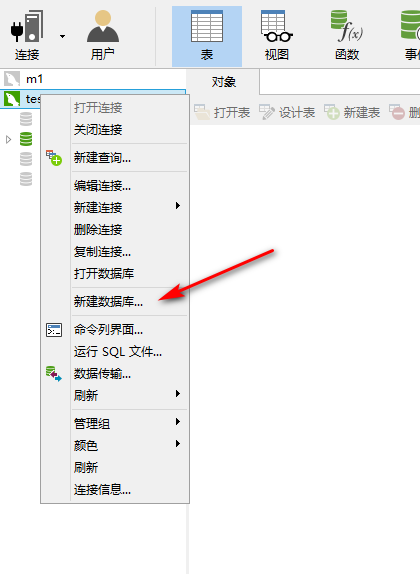 连接
用户
表
视图
函数
m1
对象
打开表
设计表
新建表
打开连接
关闭连接
新建查询...
编辑连接...
新建连接
删除连接
复制连接...
打开数据库
新建数据库...
命令列界面...
运行 SQL 文件...
数据传输...
刷新
管理组
颜色
刷新
连接信息...